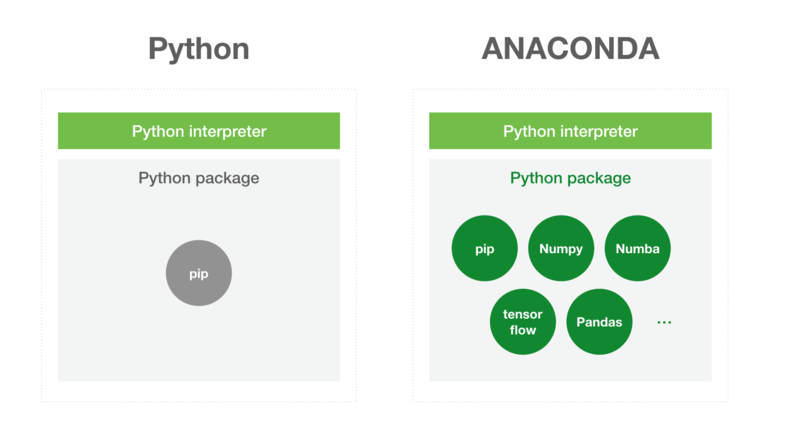 Python
ANACONDA
Python interpreter
Python package
pip
Python interpreter
Python package
pip
Numpy
Numba
tensor
flow
Pandas
...